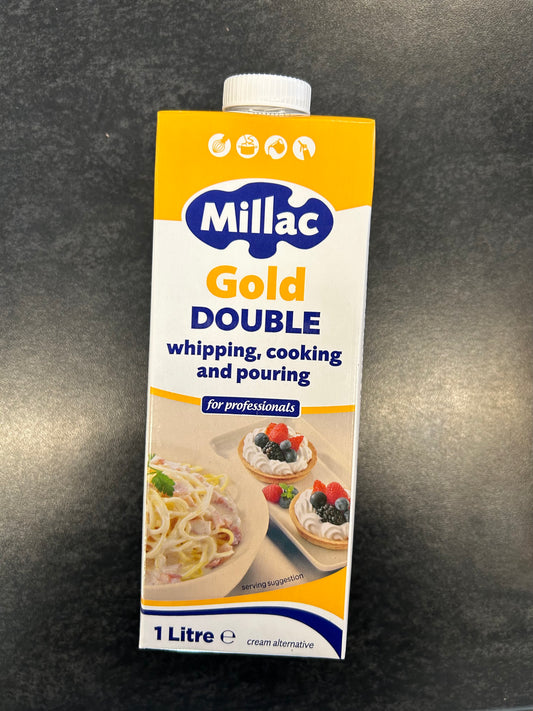 Millac
Gold
DOUBLE
whipping, cooking
and pouring
for professionals
serving suggestion
1 Litre ℮
cream alternative